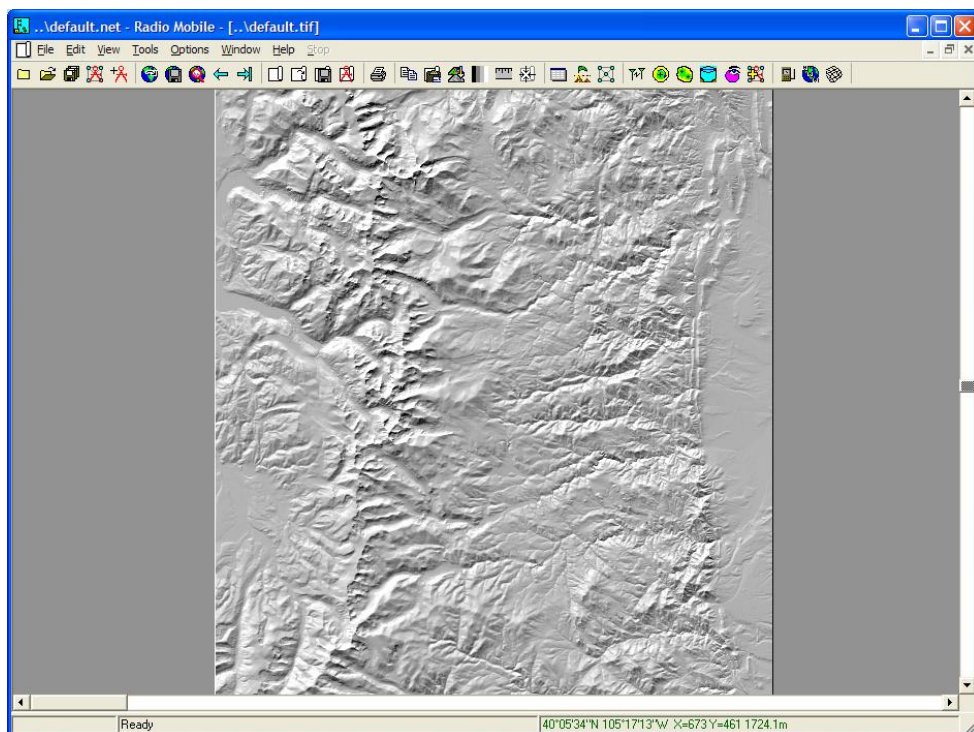 ..\default.net - Radio Mobile - [..\default.tif]
File Edit View Tools Options Window Help Stop
Ready
40°05'34"N 105°17'13"W X=673 Y=461 1724.1m